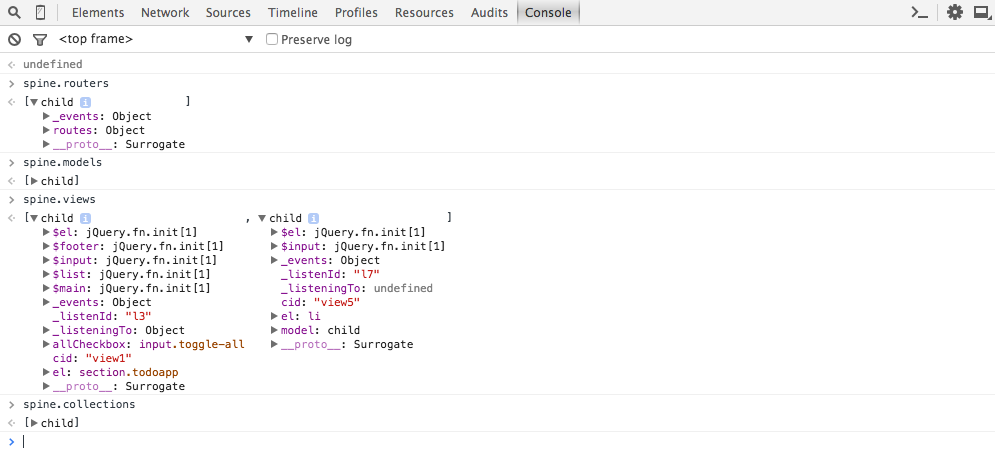 Elements Network Sources Timeline Profiles Resources Audits Console
<top frame> Preserve log
undefined
spine.routers
[▼child i ]
▶_events: Object
▶routes: Object
▶__proto__: Surrogate
spine.models
[▶child]
spine.views
[▼child i , ▼child i ]
▶$el: jQuery.fn.init[1] ▶$el: jQuery.fn.init[1]
▶$footer: jQuery.fn.init[1] ▶$input: jQuery.fn.init[1]
▶$input: jQuery.fn.init[1] ▶_events: Object
▶$list: jQuery.fn.init[1] _listenId: "l7"
▶$main: jQuery.fn.init[1] _listeningTo: undefined
▶_events: Object cid: "view5"
_listenId: "l3" ▶el: li
▶_listeningTo: Object ▶model: child
▶allCheckbox: input.toggle-all ▶__proto__: Surrogate
cid: "view1"
▶el: section.todoapp
▶__proto__: Surrogate
spine.collections
[▶child]